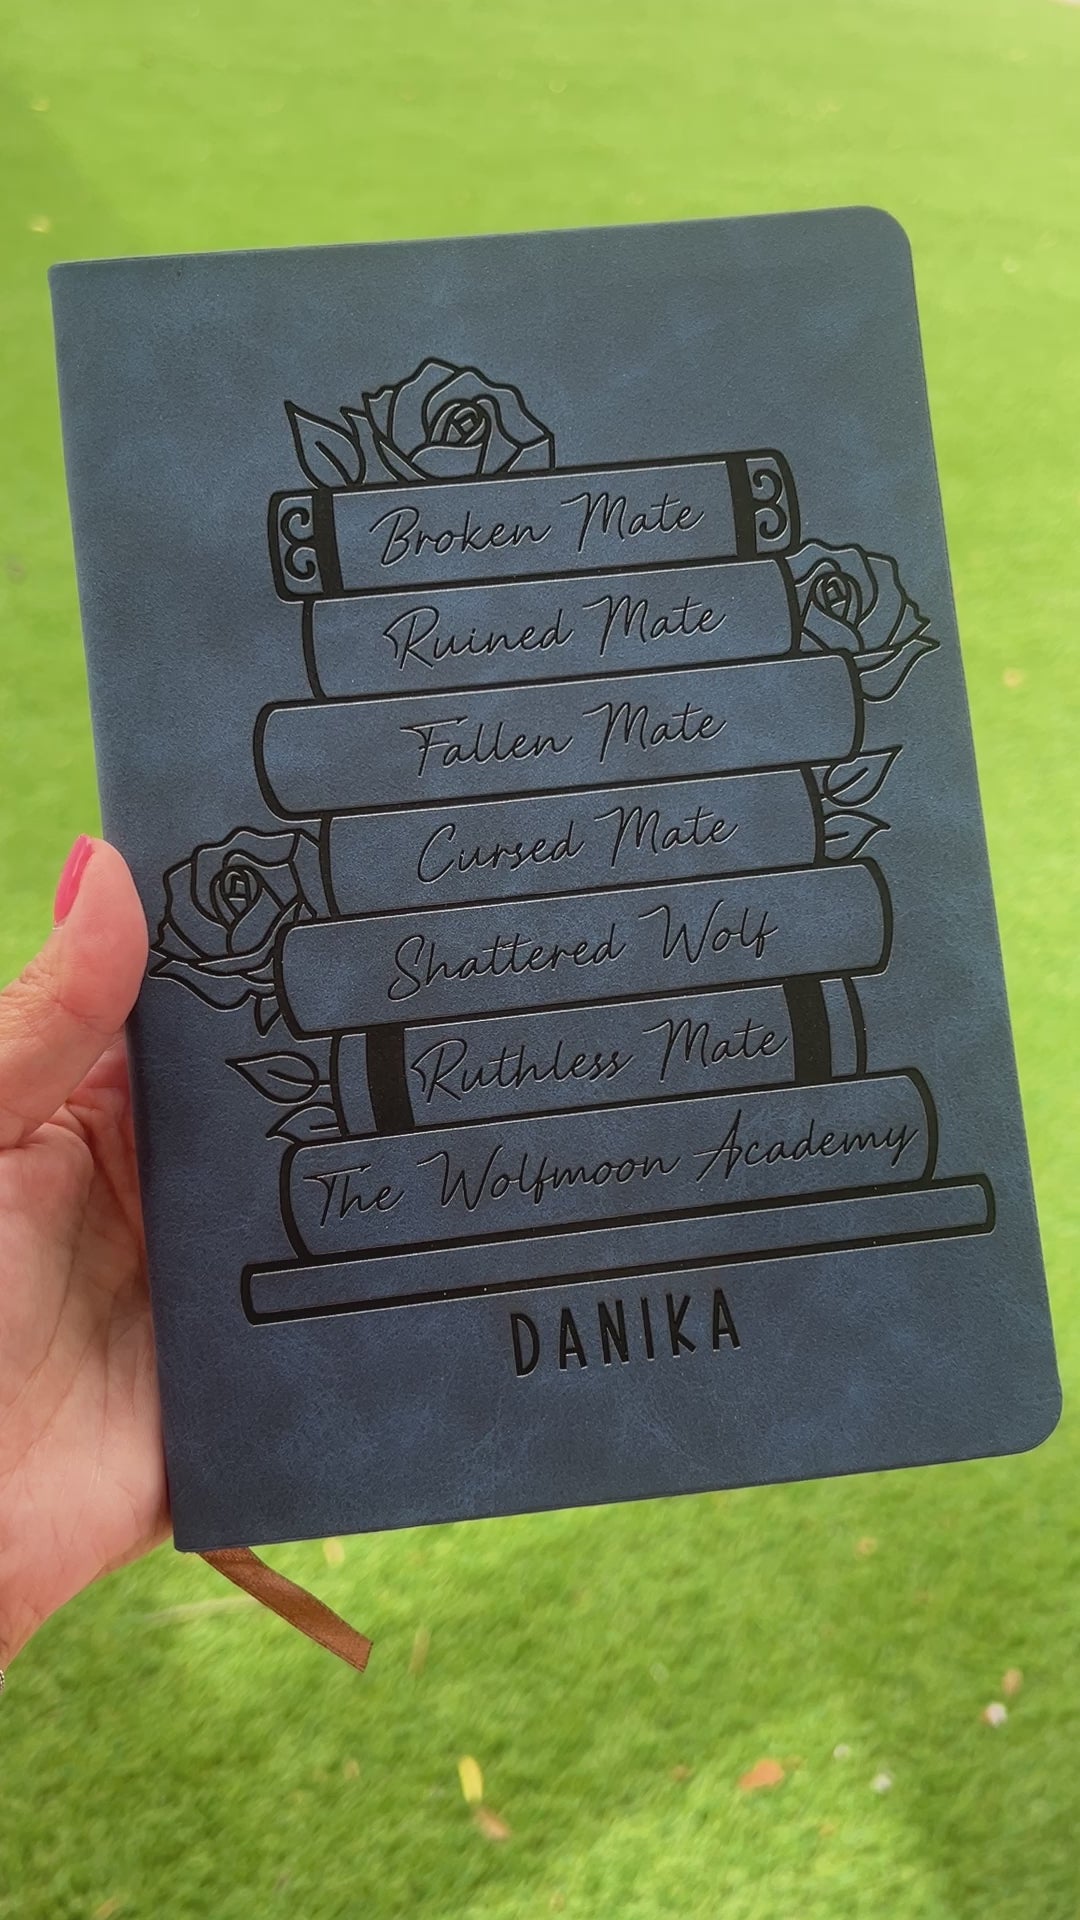 Broken Mate
Ruined Mate
Fallen Mate
Cursed Mate
Shattered Wolf
Ruthless Mate
The Wolfmoon Academy
DANIKA